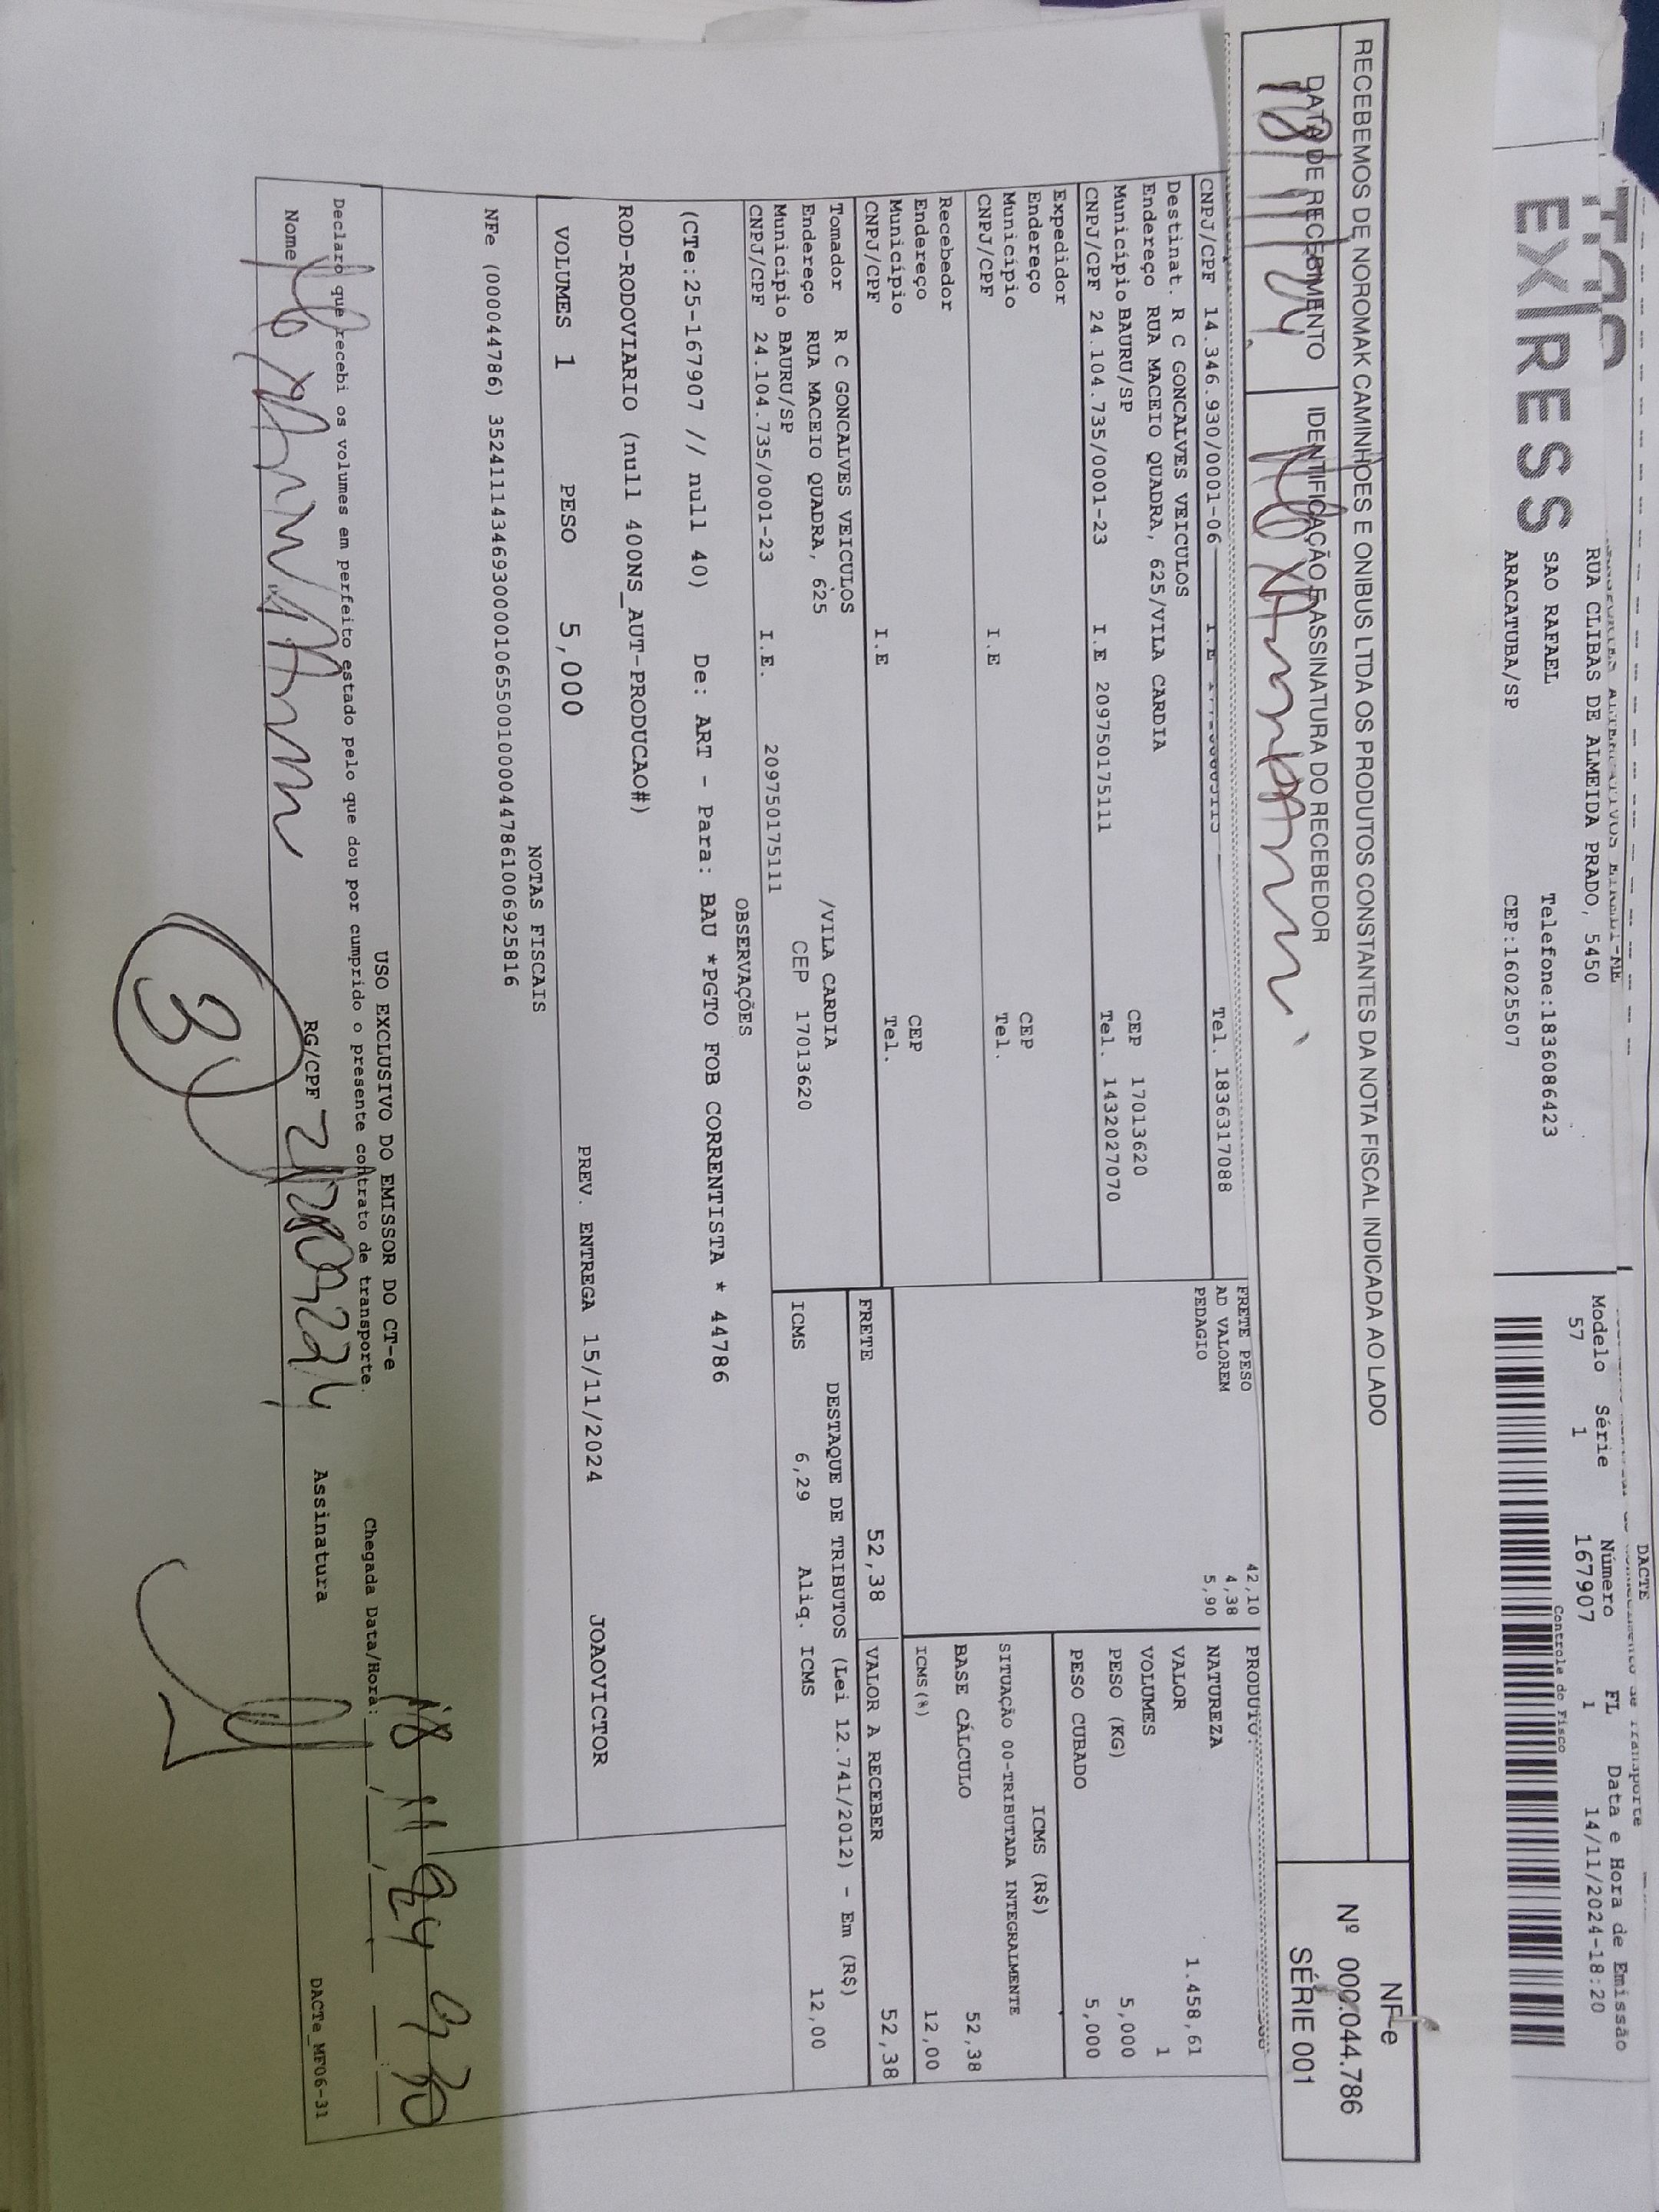 DACTE
EXPRESS
RUA CLIBAS DE ALMEIDA PRADO, 5450
SAO RAFAEL Telefone:1836086423
ARACATUBA/SP CEP:16025507
Modelo Série Número FL Data e Hora de Emissão
57 1 167907 1 14/11/2024-18:20
Controle do Fisco
RECEBEMOS DE NOROMAK CAMINHÕES E ONIBUS LTDA OS PRODUTOS CONSTANTES DA NOTA FISCAL INDICADA AO LADO
DATA DE RECEBIMENTO IDENTIFICAÇÃO E ASSINATURA DO RECEBEDOR
NF-e
Nº 000.044.786
SÉRIE 001
CNPJ/CPF 14.346.930/0001-06 I.E Tel. 1836317088
Destinat. R C GONCALVES VEICULOS
Endereço RUA MACEIO QUADRA, 625/VILA CARDIA CEP 17013620
Município BAURU/SP
CNPJ/CPF 24.104.735/0001-23 I.E 209750175111 Tel. 1432027070
Expedidor
Endereço CEP
Município
CNPJ/CPF I.E Tel.
Recebedor
Endereço CEP
Município
CNPJ/CPF I.E Tel.
FRETE PESO 42,10
AD VALOREM 4,38
PEDAGIO 5,90
PRODUTO:
NATUREZA
VALOR 1.458,61
VOLUMES 1
PESO (KG) 5,000
PESO CUBADO 5,000
ICMS (R$)
SITUAÇÃO 00-TRIBUTADA INTEGRALMENTE
BASE CÁLCULO 52,38
ICMS(%) 12,00
FRETE 52,38 VALOR A RECEBER 52,38
Tomador R C GONCALVES VEICULOS
Endereço RUA MACEIO QUADRA, 625 /VILA CARDIA
Município BAURU/SP CEP 17013620
CNPJ/CPF 24.104.735/0001-23 I.E. 209750175111
DESTAQUE DE TRIBUTOS (Lei 12.741/2012) - Em (R$)
ICMS 6,29 Aliq. ICMS 12,00
OBSERVAÇÕES
(CTe:25-167907 // null 40) De: ART - Para: BAU *PGTO FOB CORRENTISTA * 44786
ROD-RODOVIARIO (null 400NS_AUT-PRODUCAO#)
JOAOVICTOR
VOLUMES 1 PESO 5,000 PREV. ENTREGA 15/11/2024
NOTAS FISCAIS
NFe (000044786) 35241114346930000106550010000447861006925816
USO EXCLUSIVO DO EMISSOR DO CT-e
Declaro que recebi os volumes em perfeito estado pelo que dou por cumprido o presente contrato de transporte.
Chegada Data/Hora: 18 / 11 / 24 9 : 30
Nome RG/CPF Assinatura
DACTe_MF06-31
3